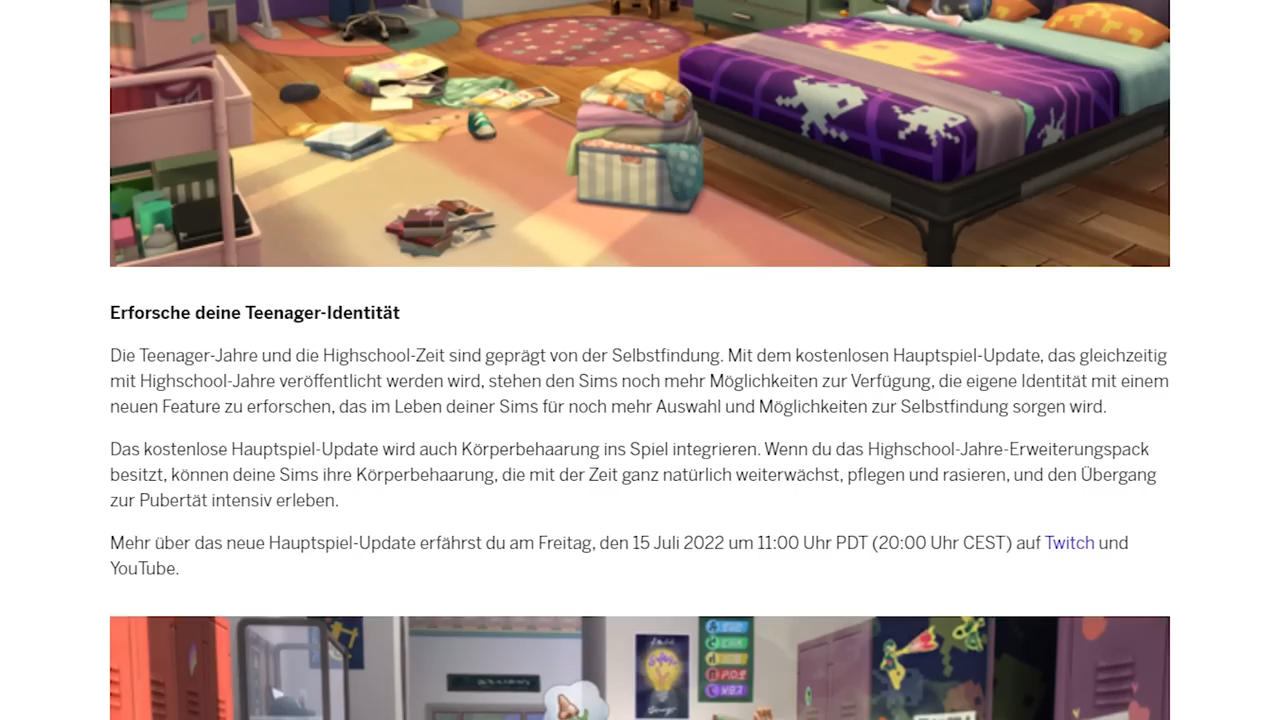 Erforsche deine Teenager-Identität
Die Teenager-Jahre und die Highschool-Zeit sind geprägt von der Selbstfindung. Mit dem kostenlosen Hauptspiel-Update, das gleichzeitig
mit Highschool-Jahre veröffentlicht werden wird, stehen den Sims noch mehr Möglichkeiten zur Verfügung, die eigene Identität mit einem
neuen Feature zu erforschen, das im Leben deiner Sims für noch mehr Auswahl und Möglichkeiten zur Selbstfindung sorgen wird.
Das kostenlose Hauptspiel-Update wird auch Körperbehaarung ins Spiel integrieren. Wenn du das Highschool-Jahre-Erweiterungspack
besitzt, können deine Sims ihre Körperbehaarung, die mit der Zeit ganz natürlich weiterwächst, pflegen und rasieren, und den Übergang
zur Pubertät intensiv erleben.
Mehr über das neue Hauptspiel-Update erfährst du am Freitag, den 15 Juli 2022 um 11:00 Uhr PDT (20:00 Uhr CEST) auf Twitch und
YouTube.